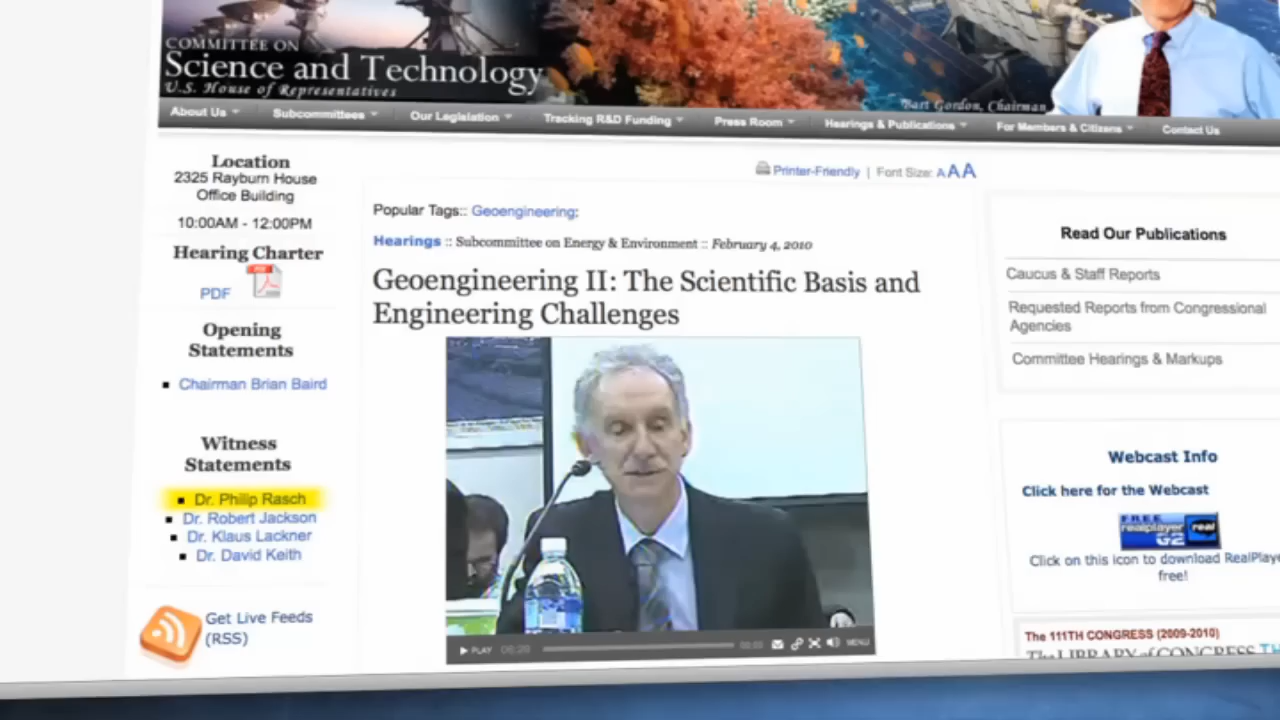 COMMITTEE ON
Science and Technology
U.S. House of Representatives
Bart Gordon, Chairman
About Us
Subcommittees
Our Legislation
Tracking R&D Funding
Press Room
Hearings & Publications
For Members & Citizens
Contact Us
Location
2325 Rayburn House
Office Building
10:00AM - 12:00PM
Hearing Charter
PDF
Opening
Statements
Chairman Brian Baird
Witness
Statements
Dr. Philip Rasch
Dr. Robert Jackson
Dr. Klaus Lackner
Dr. David Keith
Get Live Feeds
(RSS)
Printer-Friendly | Font Size: A A A
Popular Tags:: Geoengineering;
Hearings :: Subcommittee on Energy & Environment :: February 4, 2010
Geoengineering II: The Scientific Basis and
Engineering Challenges
PLAY
MENU
Read Our Publications
Caucus & Staff Reports
Requested Reports from Congressional
Agencies
Committee Hearings & Markups
Webcast Info
Click here for the Webcast
FREE
realplayer
G2
real
Click on this icon to download RealPlaye
free!
The 111TH CONGRESS (2009-2010)
The LIBRARY of CONGRESS TH